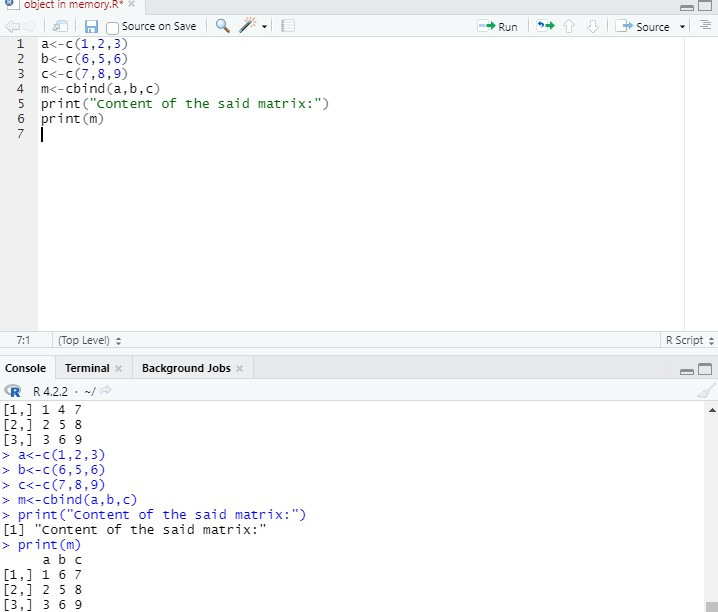 object in memory.R* ×
Source on Save Run Source
1 a<-c(1,2,3)
2 b<-c(6,5,6)
3 c<-c(7,8,9)
4 m<-cbind(a,b,c)
5 print("Content of the said matrix:")
6 print(m)
7
7:1 (Top Level) R Script
Console Terminal × Background Jobs ×
R R 4.2.2 · ~/
[1,] 1 4 7
[2,] 2 5 8
[3,] 3 6 9
> a<-c(1,2,3)
> b<-c(6,5,6)
> c<-c(7,8,9)
> m<-cbind(a,b,c)
> print("Content of the said matrix:")
[1] "Content of the said matrix:"
> print(m)
a b c
[1,] 1 6 7
[2,] 2 5 8
[3,] 3 6 9